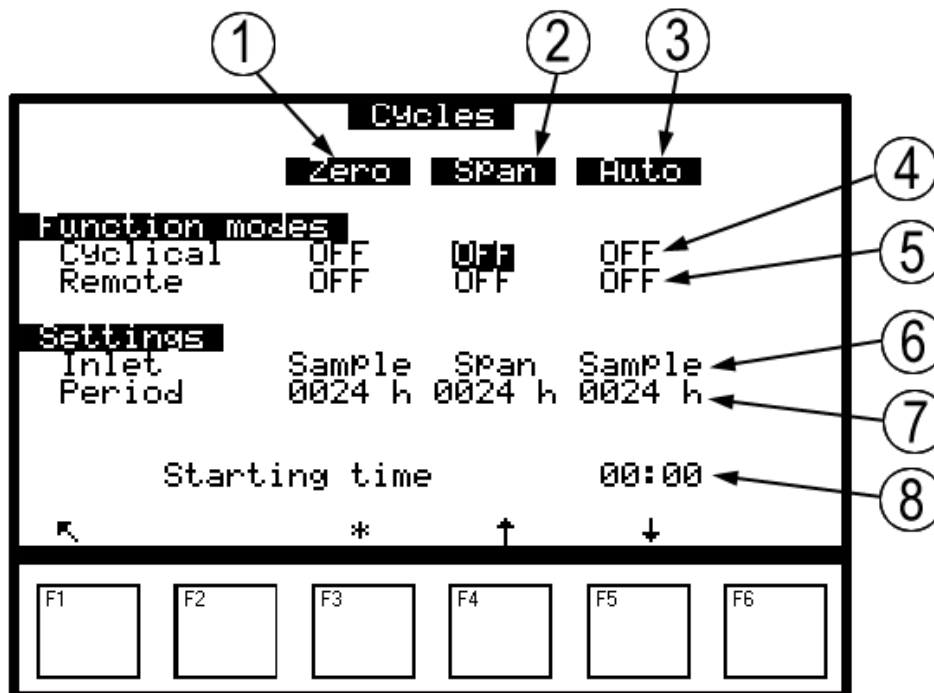 1 2 3
Cycles
Zero Span Auto
4
Function modes
Cyclical OFF OFF OFF
5
Remote OFF OFF OFF
Settings
6
Inlet Sample Span Sample
Period 0024 h 0024 h 0024 h
7
Starting time 00:00
8
↖ * ↑ ↓
F1 F2 F3 F4 F5 F6